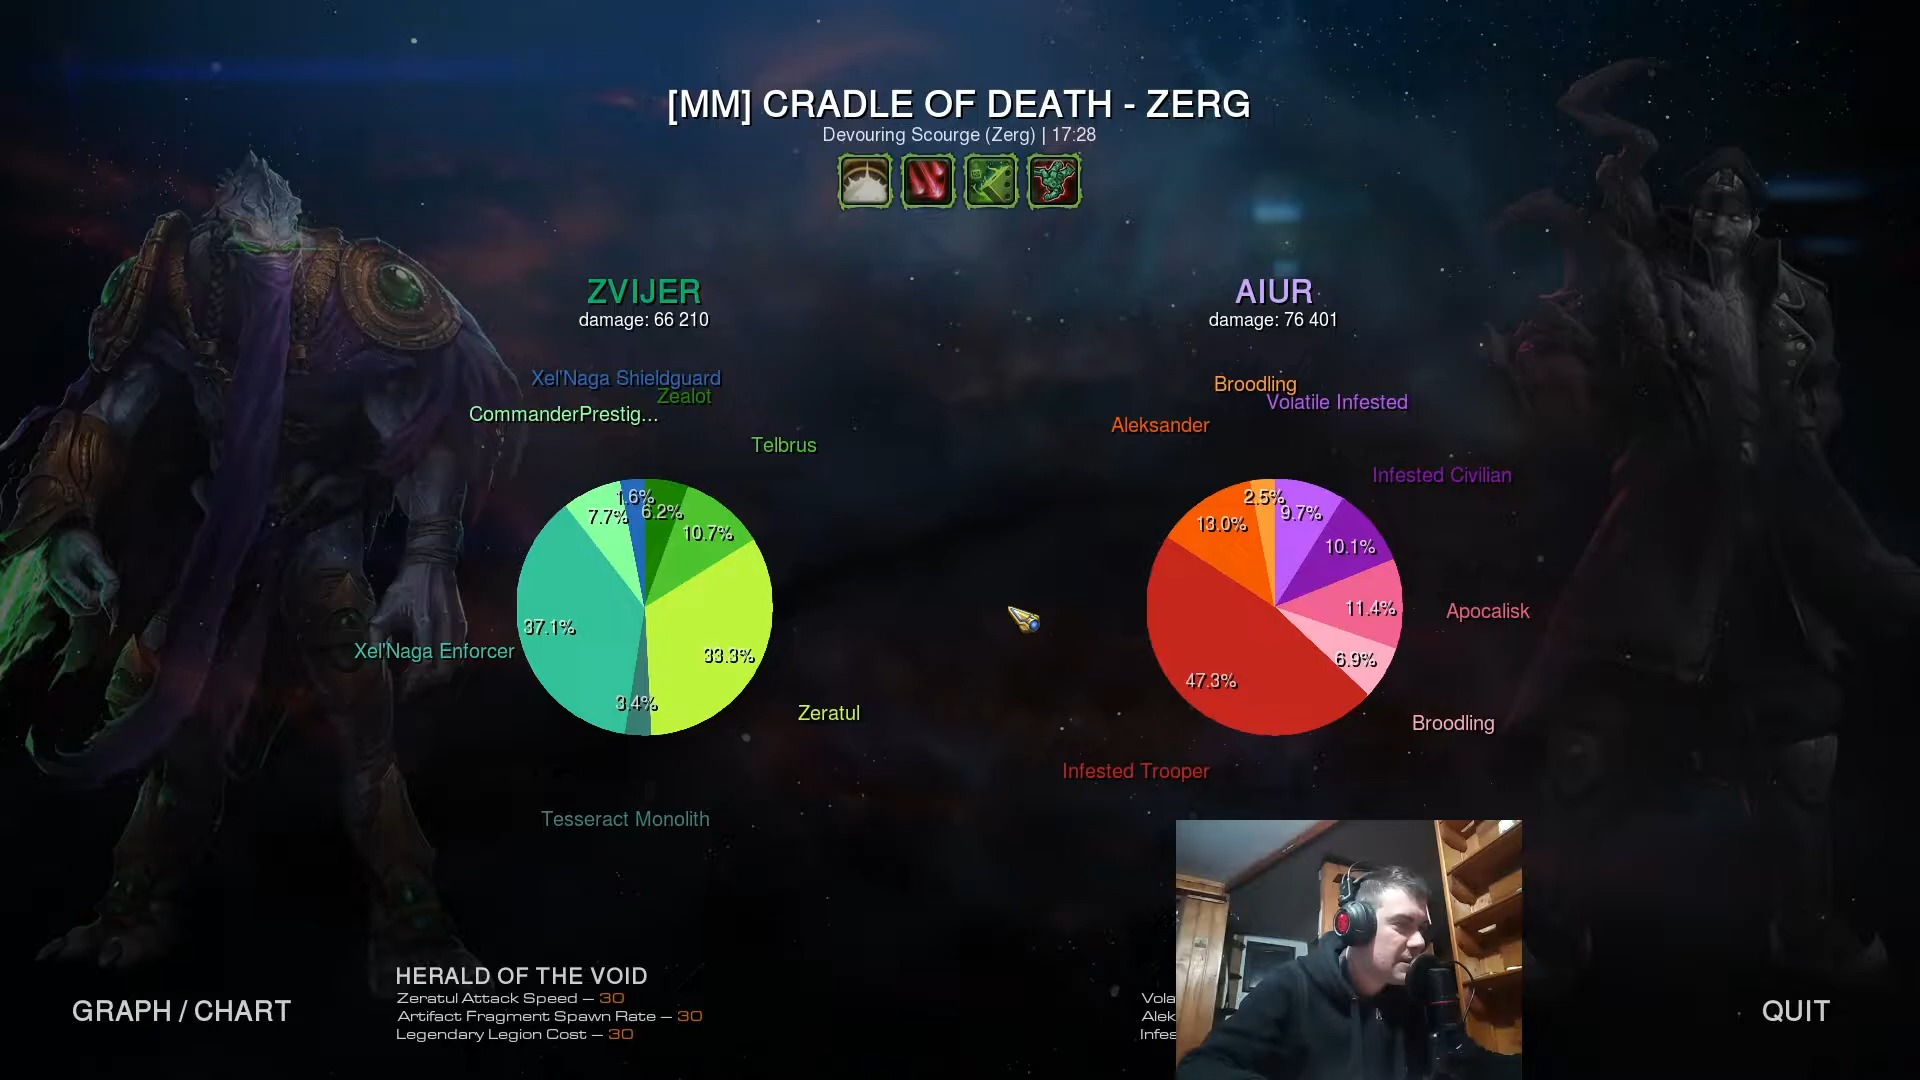 [MM] CRADLE OF DEATH - ZERG
Devouring Scourge (Zerg) | 17:28
ZVIJER
damage: 66 210
Xel'Naga Shieldguard
Zealot
CommanderPrestig...
Telbrus
1.6%
6.2%
7.7%
10.7%
37.1%
Xel'Naga Enforcer
33.3%
3.4%
Zeratul
Tesseract Monolith
AIUR
damage: 76 401
Broodling
Volatile Infested
Aleksander
Infested Civilian
2.5%
9.7%
13.0%
10.1%
11.4%
Apocalisk
6.9%
47.3%
Broodling
Infested Trooper
HERALD OF THE VOID
Zeratul Attack Speed – 30
Artifact Fragment Spawn Rate – 30
Legendary Legion Cost – 30
Vola
Alek
Infes
GRAPH / CHART
QUIT